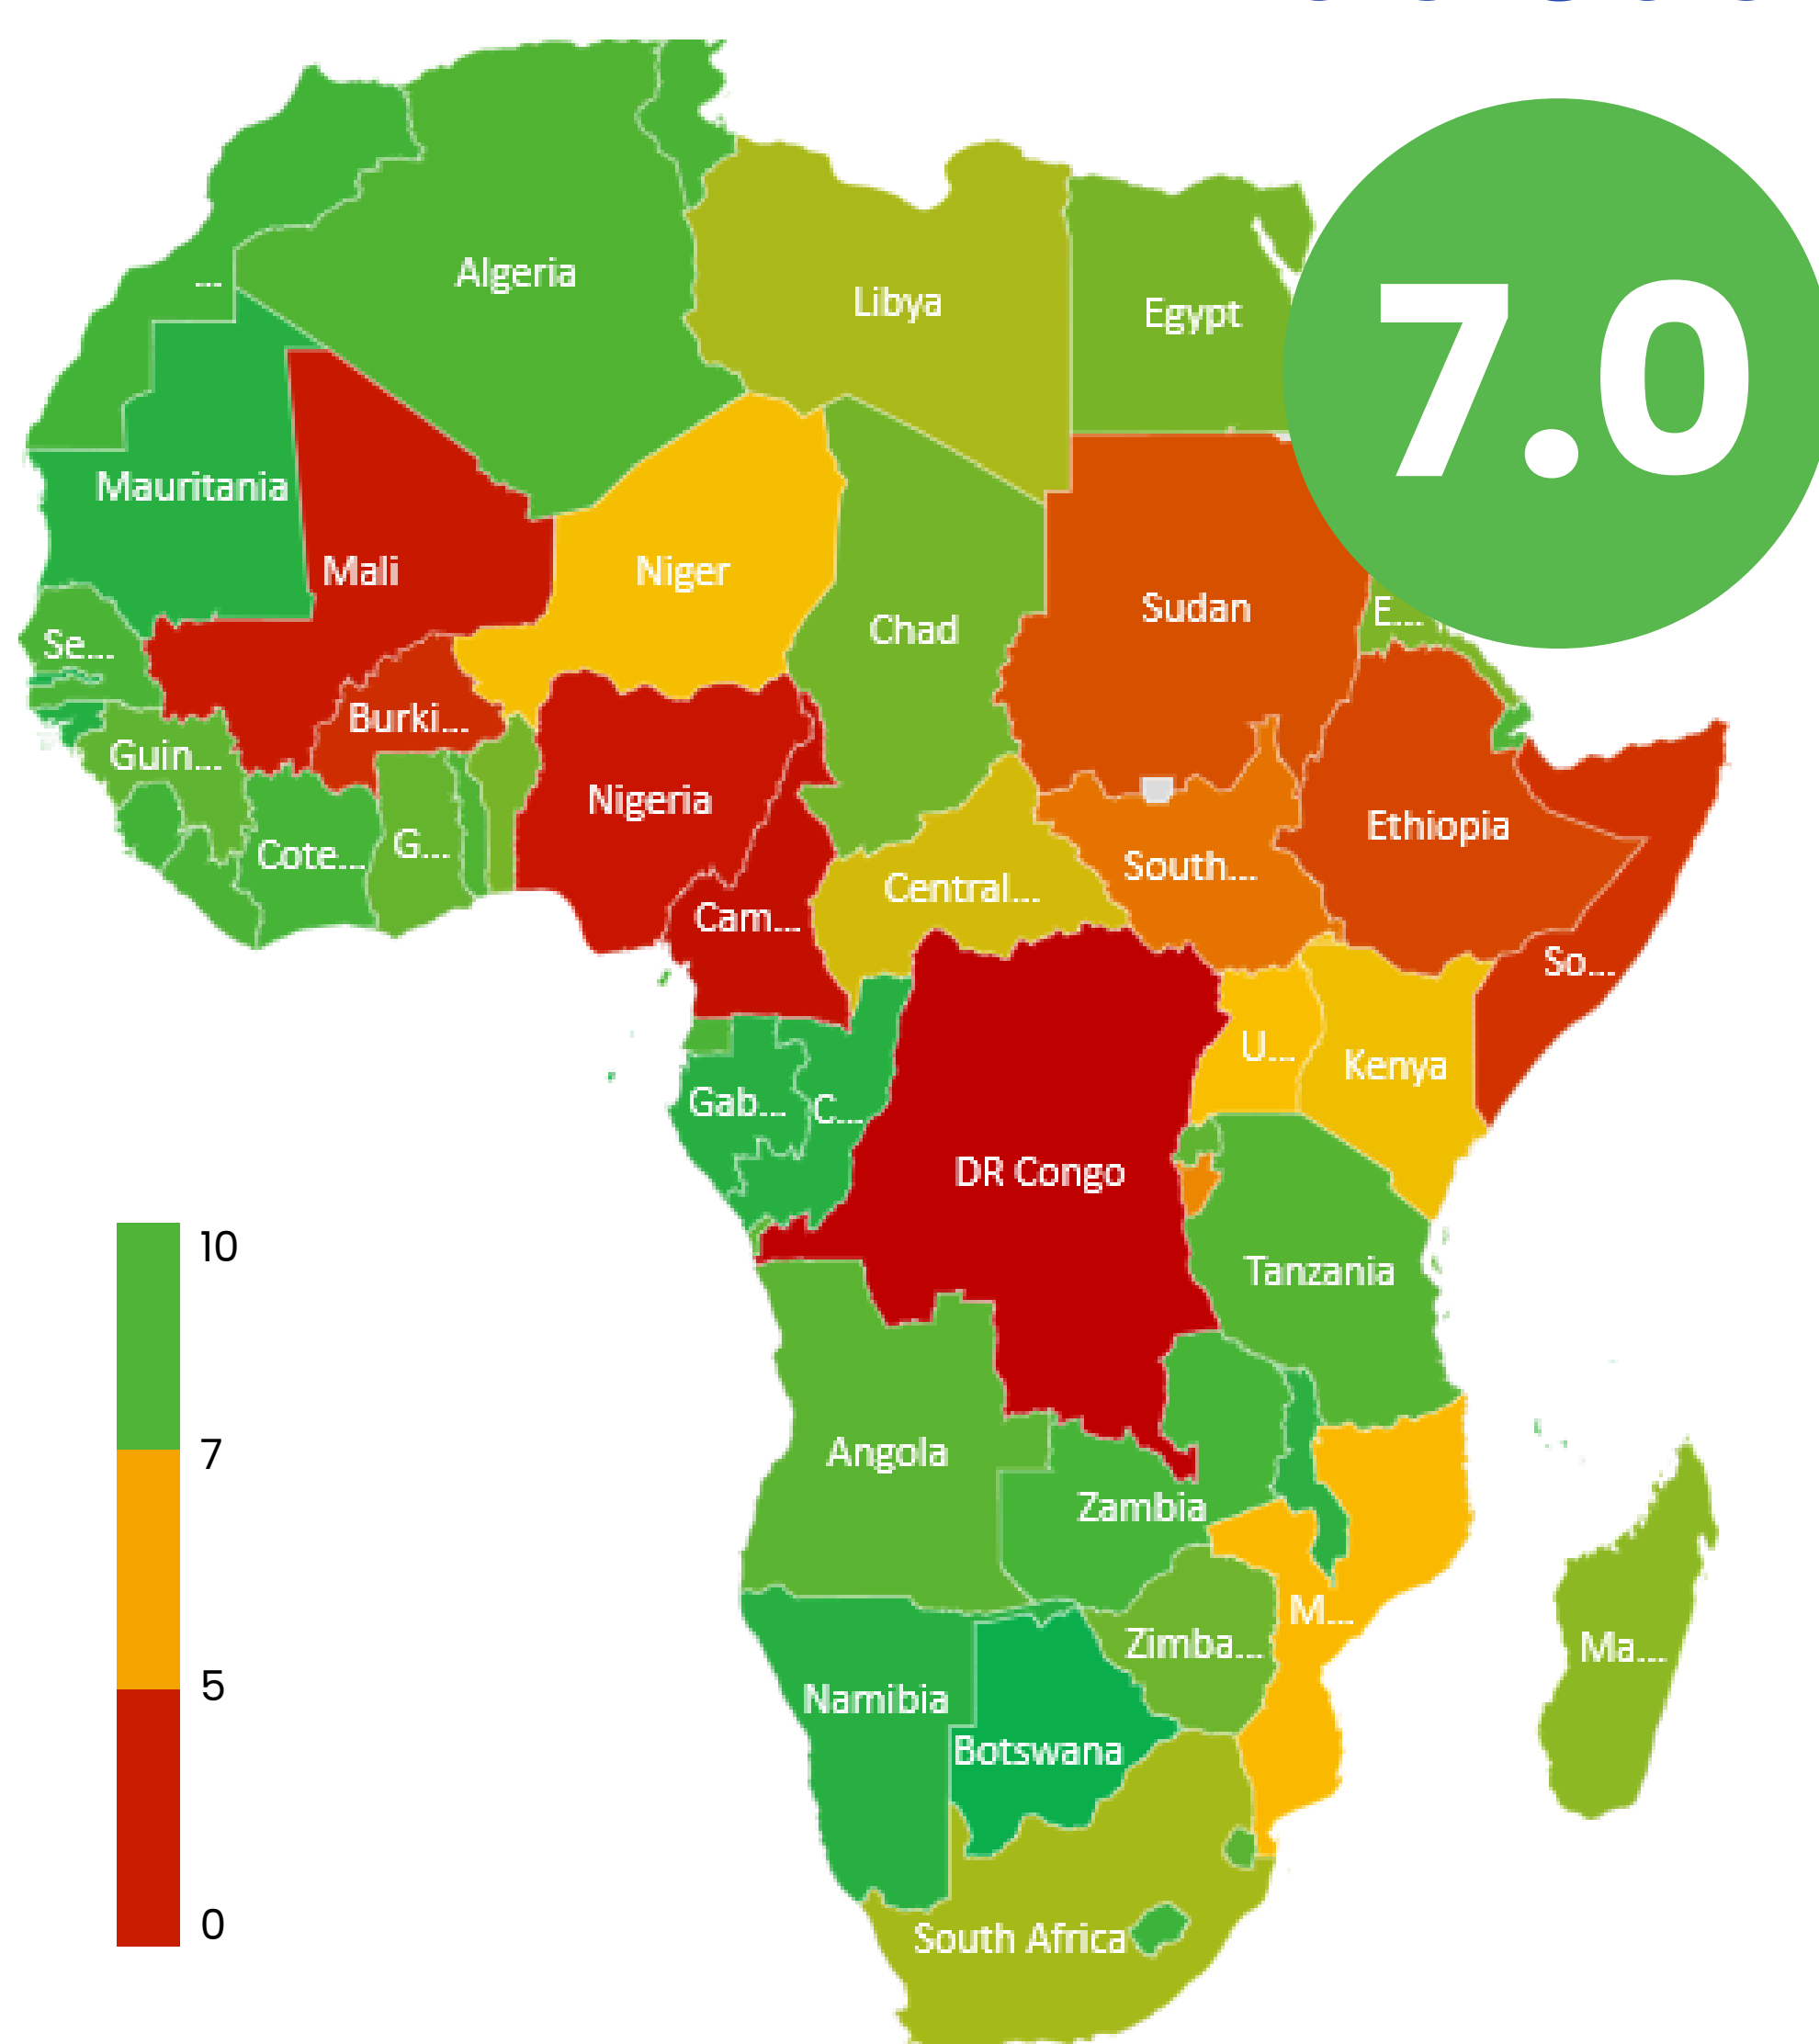 7.0
...
Algeria
Libya
Egypt
Mauritania
Mali
Niger
Chad
Sudan
E...
Se...
Burki...
Guin...
Nigeria
Cote...
G...
Ethiopia
South...
Central...
Cam...
So...
U...
Kenya
Gab...
C...
DR Congo
Tanzania
10
7
5
0
Angola
Zambia
M...
Zimba...
Ma...
Namibia
Botswana
South Africa